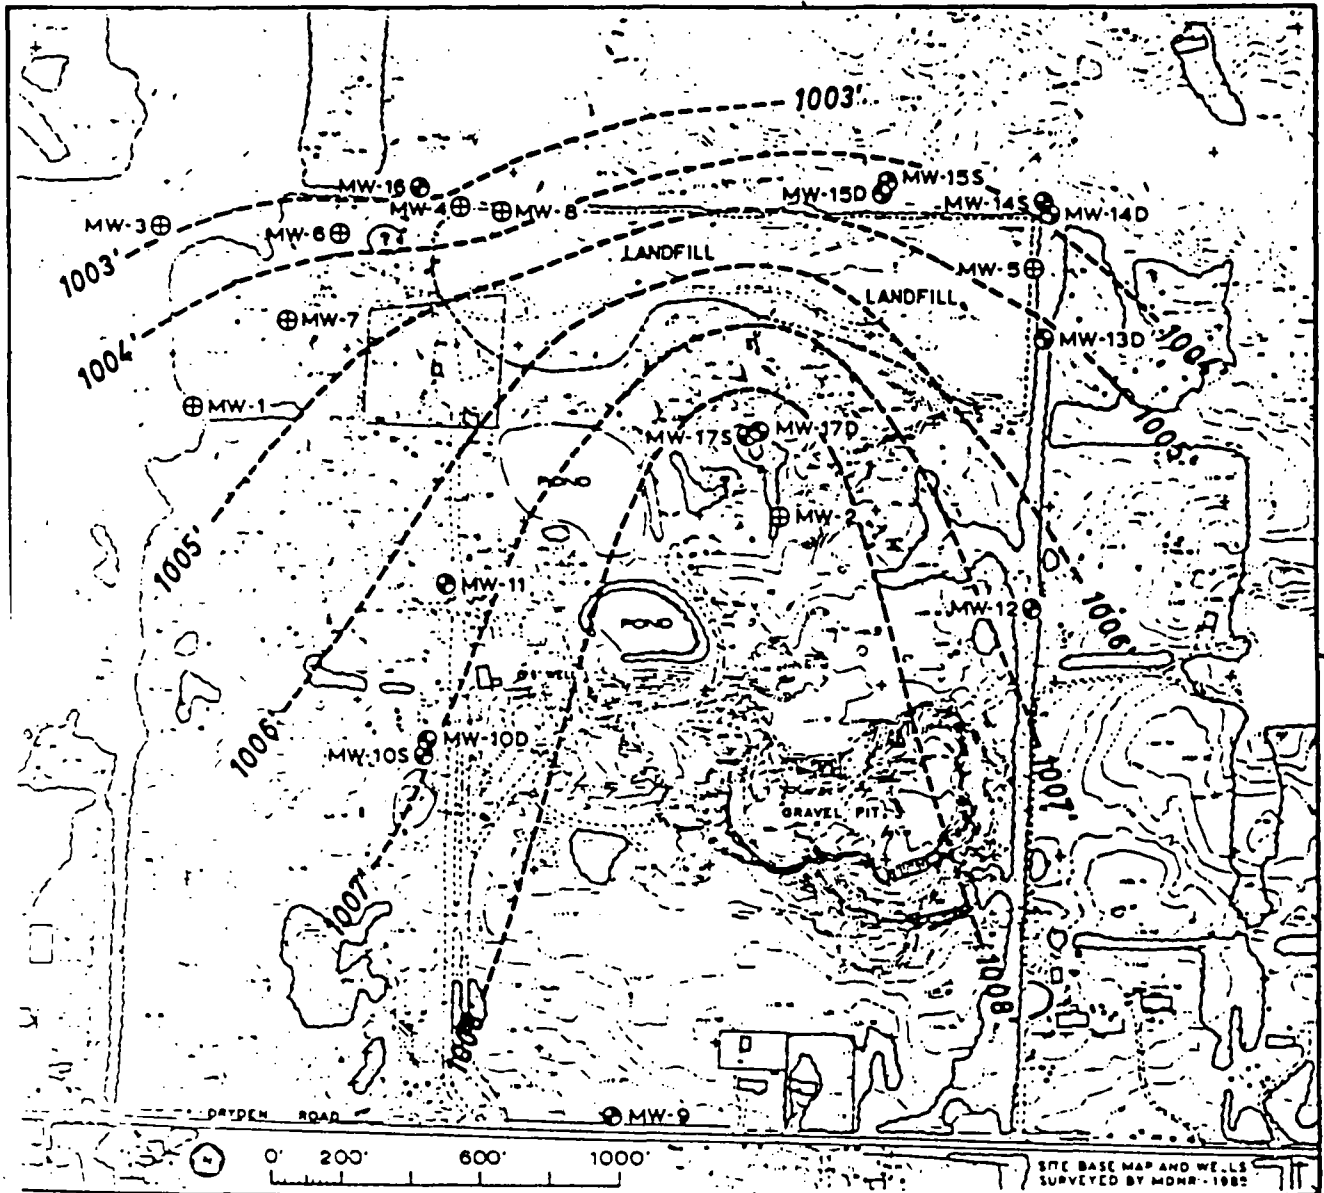 1003'
MW-16
MW-15S
MW-15D
MW-4
MW-8
MW-14S
MW-14D
MW-3
MW-6
?
LANDFILL
MW-5
1003'
LANDFILL
MW-7
MW-13D
1004'
1004'
MW-1
1005'
MW-17S
MW-17D
POND
MW-2
1005'
MW-11
MW-12
1006'
POND
WELL
1006'
MW-10D
MW-10S
1007'
GRAVEL PIT
1007'
1008
1008
DRYDEN ROAD
MW-9
N
0' 200' 600' 1000'
SITE BASE MAP AND WELLS
SURVEYED BY MDNR -